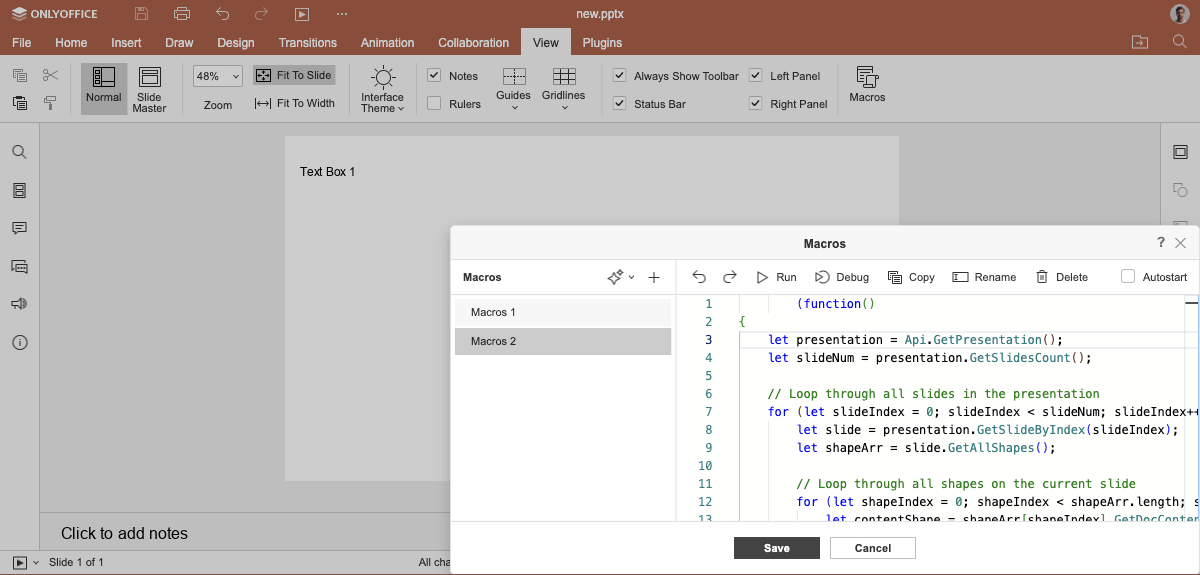 ONLYOFFICE
new.pptx
File Home Insert Draw Design Transitions Animation Collaboration View Plugins
Normal
Slide Master
48%
Zoom
Fit To Slide
Fit To Width
Interface Theme
Notes
Rulers
Guides
Gridlines
Always Show Toolbar
Status Bar
Left Panel
Right Panel
Macros
Text Box 1
Macros
?
Macros
Run Debug Copy Rename Delete Autostart
Macros 1
Macros 2
1 (function()
2 {
3 let presentation = Api.GetPresentation();
4 let slideNum = presentation.GetSlidesCount();
5
6 // Loop through all slides in the presentation
7 for (let slideIndex = 0; slideIndex < slideNum; slideIndex++
8 let slide = presentation.GetSlideByIndex(slideIndex);
9 let shapeArr = slide.GetAllShapes();
10
11 // Loop through all shapes on the current slide
12 for (let shapeIndex = 0; shapeIndex < shapeArr.length; s
13 let contentShape = shapeArr[shapeIndex].GetDocConten
Save
Cancel
Click to add notes
Slide 1 of 1
All cha